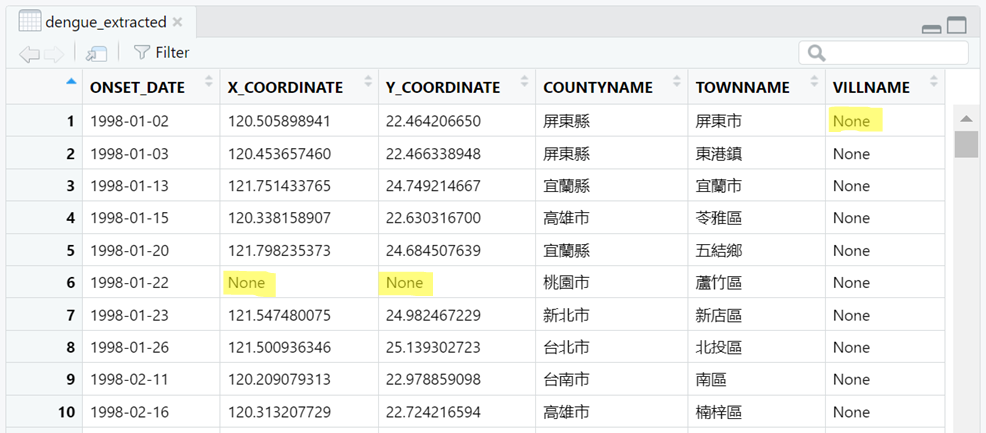 dengue_extracted
Filter
ONSET_DATE X_COORDINATE Y_COORDINATE COUNTYNAME TOWNNAME VILLNAME
1 1998-01-02 120.505898941 22.464206650 屏東縣 屏東市 None
2 1998-01-03 120.453657460 22.466338948 屏東縣 東港鎮 None
3 1998-01-13 121.751433765 24.749214667 宜蘭縣 宜蘭市 None
4 1998-01-15 120.338158907 22.630316700 高雄市 苓雅區 None
5 1998-01-20 121.798235373 24.684507639 宜蘭縣 五結鄉 None
6 1998-01-22 None None 桃園市 蘆竹區 None
7 1998-01-23 121.547480075 24.982467229 新北市 新店區 None
8 1998-01-26 121.500936346 25.139302723 台北市 北投區 None
9 1998-02-11 120.209079313 22.978859098 台南市 南區 None
10 1998-02-16 120.313207729 22.724216594 高雄市 楠梓區 None